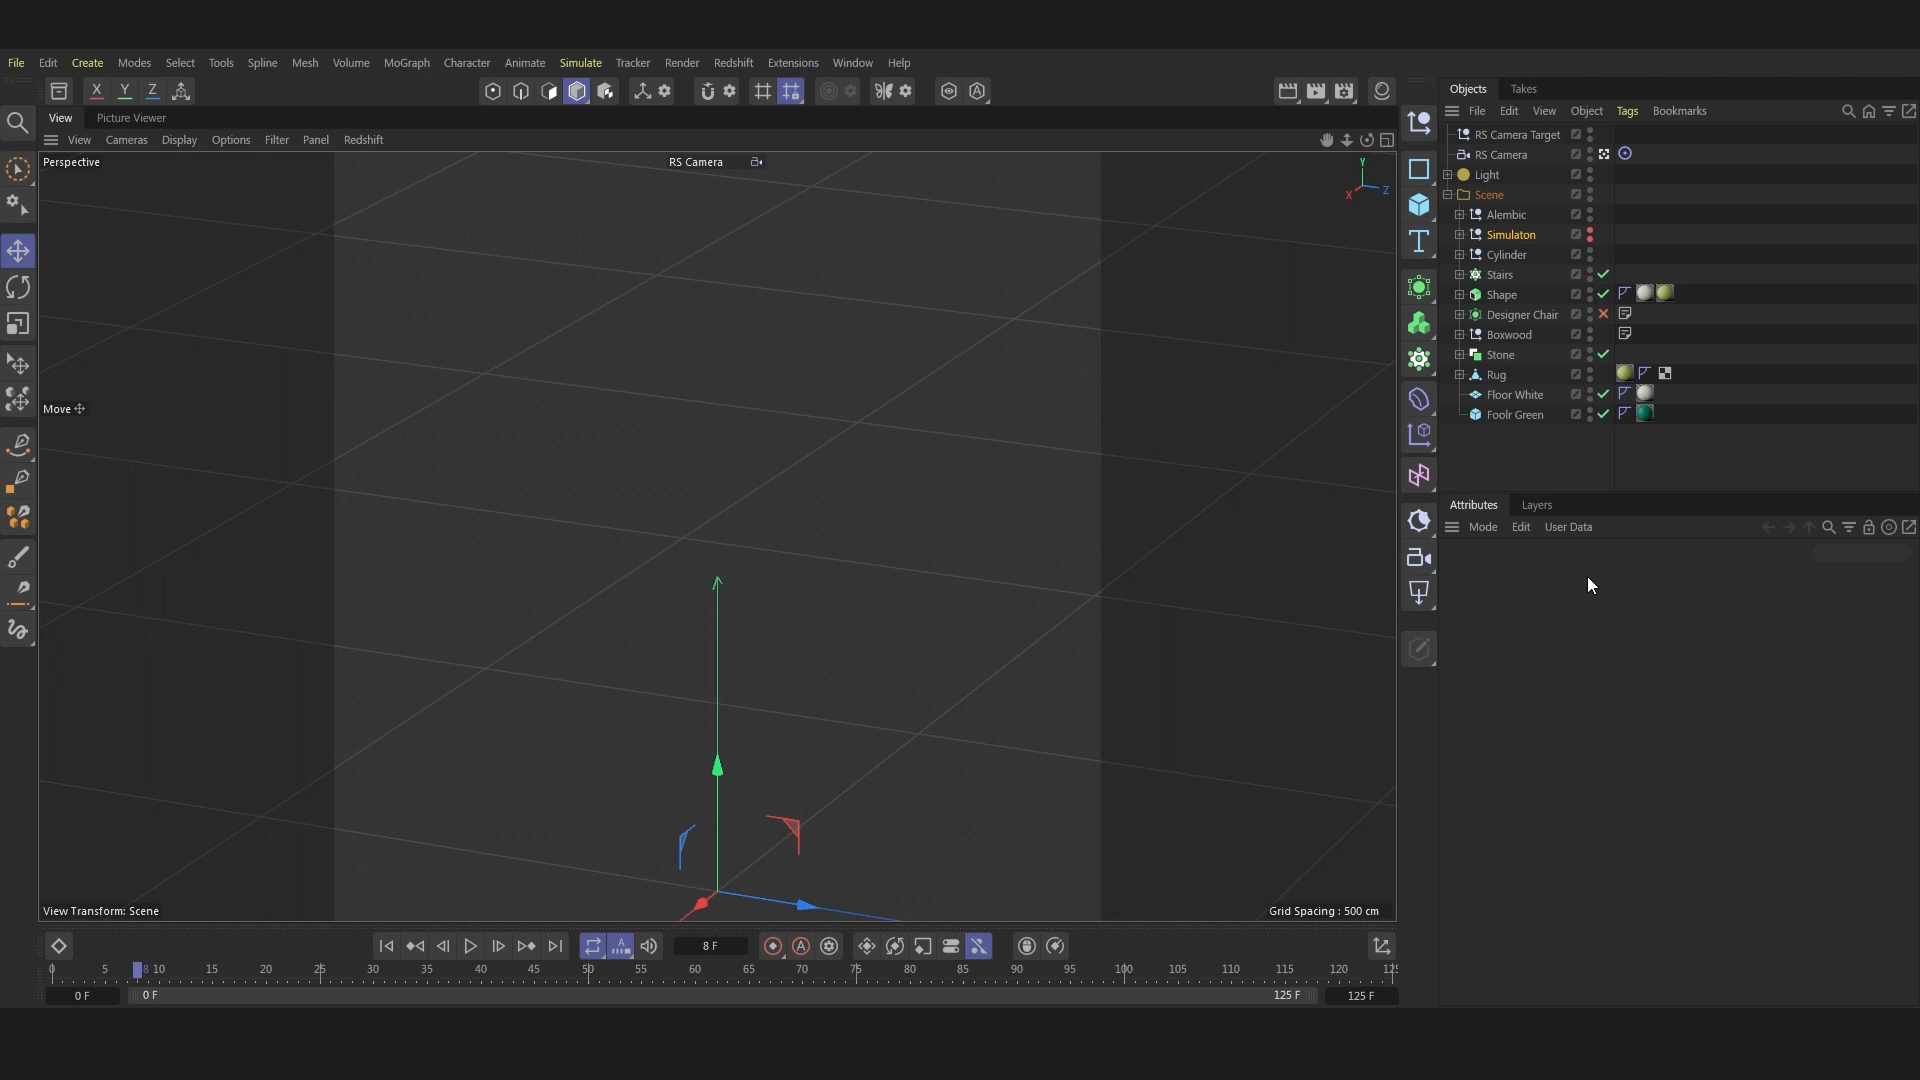 File Edit Create Modes Select Tools Spline Mesh Volume MoGraph Character Animate Simulate Tracker Render Redshift Extensions Window Help
X Y Z
Objects Takes
File Edit View Object Tags Bookmarks
View Picture Viewer
View Cameras Display Options Filter Panel Redshift
Perspective
RS Camera
Y
X
Z
RS Camera Target
RS Camera
Light
Scene
Alembic
Simulaton
Cylinder
Stairs
Shape
Designer Chair
Boxwood
Stone
Rug
Floor White
Foolr Green
Move
Attributes Layers
Mode Edit User Data
View Transform: Scene
Grid Spacing : 500 cm
8 F
0 5 8 10 15 20 25 30 35 40 45 50 55 60 65 70 75 80 85 90 95 100 105 110 115 120 125
0 F
0 F
125 F
125 F